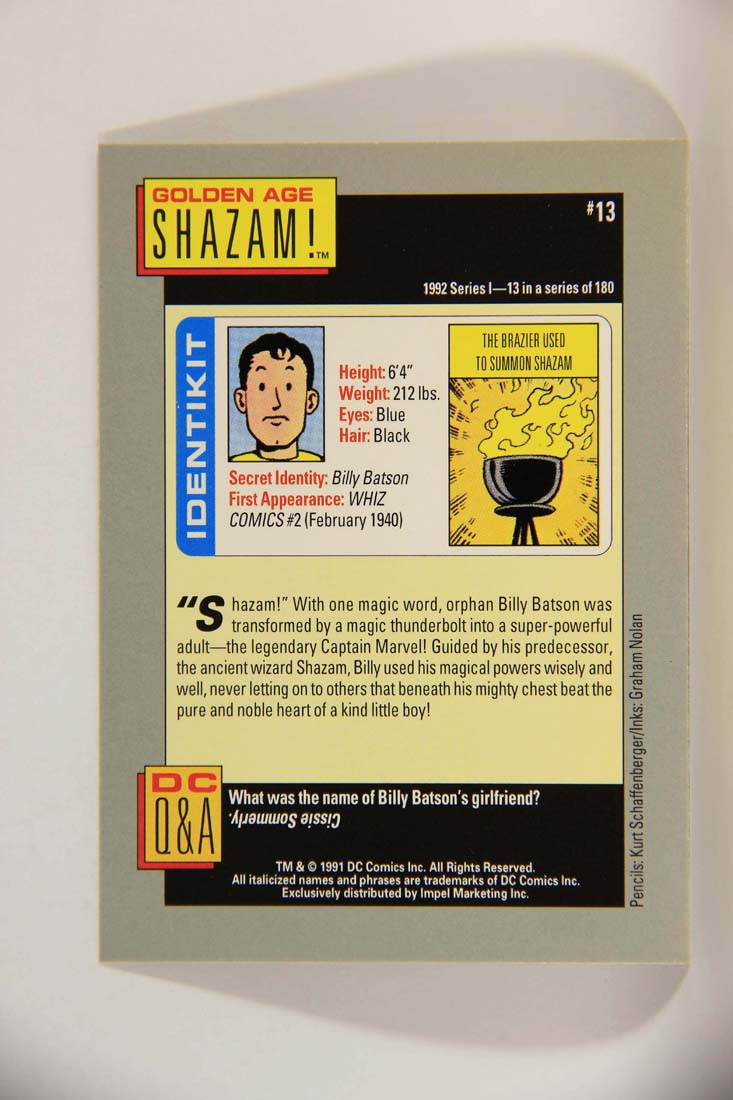 GOLDEN AGE
SHAZAM!™
#13
1992 Series I—13 in a series of 180
IDENTIKIT
Height: 6'4"
Weight: 212 lbs.
Eyes: Blue
Hair: Black
Secret Identity: Billy Batson
First Appearance: WHIZ
COMICS #2 (February 1940)
THE BRAZIER USED
TO SUMMON SHAZAM
"Shazam!" With one magic word, orphan Billy Batson was
transformed by a magic thunderbolt into a super-powerful
adult—the legendary Captain Marvel! Guided by his predecessor,
the ancient wizard Shazam, Billy used his magical powers wisely and
well, never letting on to others that beneath his mighty chest beat the
pure and noble heart of a kind little boy!
DC
Q&A
What was the name of Billy Batson's girlfriend?
Cissie Sommerly.
TM & © 1991 DC Comics Inc. All Rights Reserved.
All italicized names and phrases are trademarks of DC Comics Inc.
Exclusively distributed by Impel Marketing Inc.
Pencils: Kurt Schaffenberger/Inks: Graham Nolan